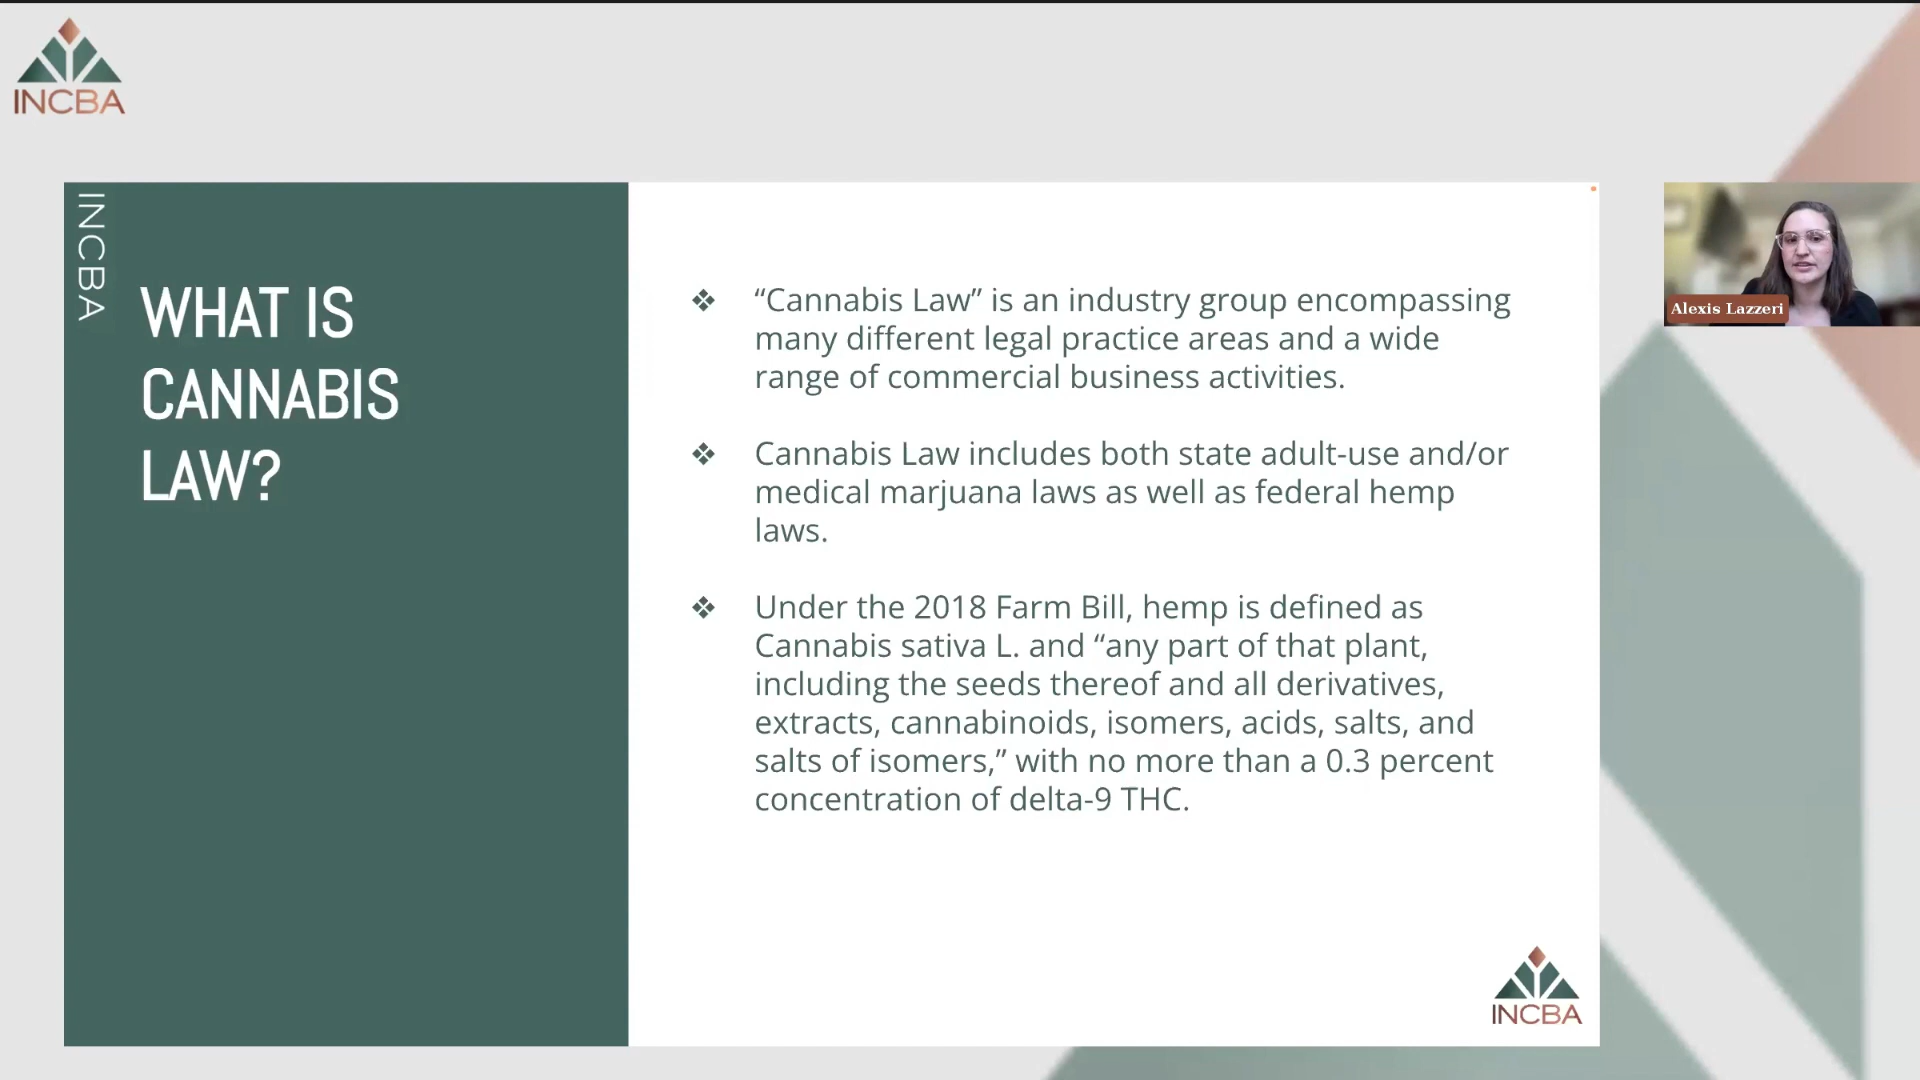 INCBA
INCBA
WHAT IS
CANNABIS
LAW?
❖ “Cannabis Law” is an industry group encompassing
many different legal practice areas and a wide
range of commercial business activities.
❖ Cannabis Law includes both state adult-use and/or
medical marjuana laws as well as federal hemp
laws.
❖ Under the 2018 Farm Bill, hemp is defined as
Cannabis sativa L. and “any part of that plant,
including the seeds thereof and all derivatives,
extracts, cannabinoids, isomers, acids, salts, and
salts of isomers,” with no more than a 0.3 percent
concentration of delta-9 THC.
Alexis Lazzeri
INCBA